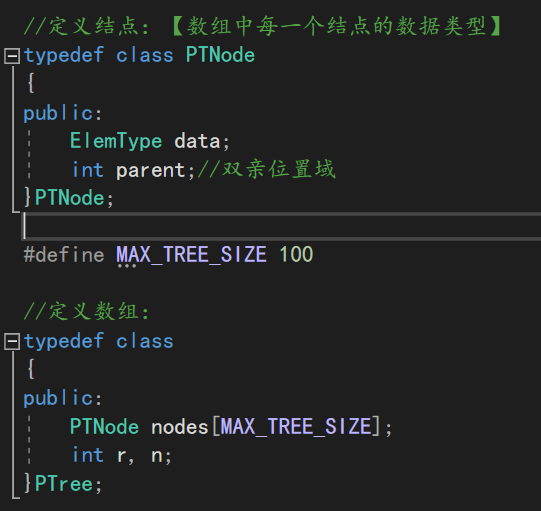 //定义结点：【数组中每一个结点的数据类型】
typedef class PTNode
{
public:
ElemType data;
int parent;//双亲位置域
}PTNode;
#define MAX_TREE_SIZE 100
//定义数组：
typedef class
{
public:
PTNode nodes[MAX_TREE_SIZE];
int r, n;
}PTree;